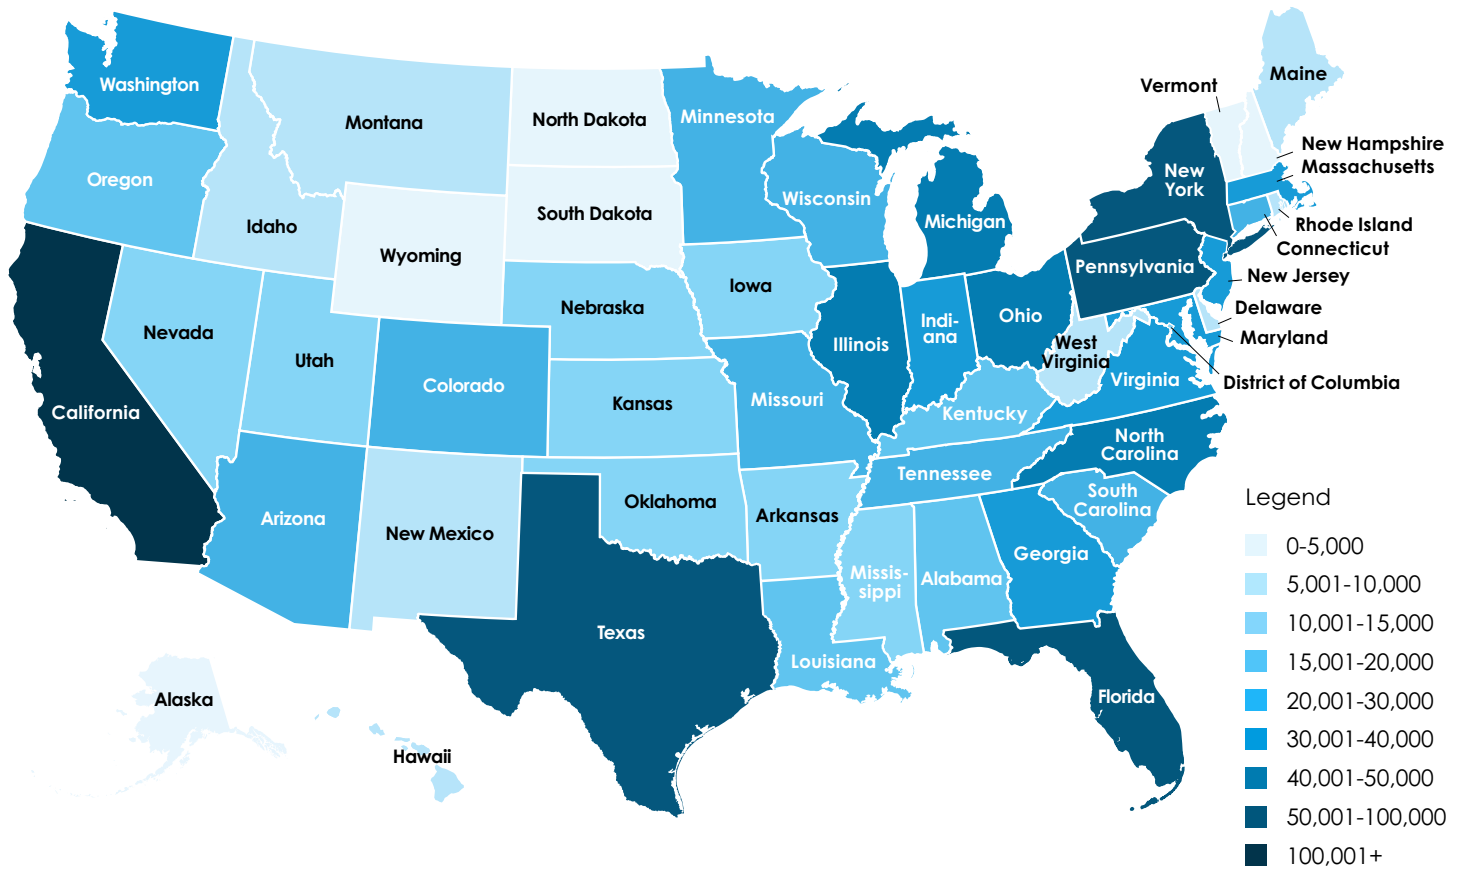 Washington
Oregon
California
Idaho
Nevada
Montana
Wyoming
Utah
Arizona
Colorado
New Mexico
North Dakota
South Dakota
Nebraska
Kansas
Oklahoma
Texas
Minnesota
Iowa
Missouri
Arkansas
Louisiana
Wisconsin
Illinois
Michigan
Indi-
ana
Ohio
Kentucky
Tennessee
Missis-
sippi
Alabama
Georgia
Florida
South
Carolina
North
Carolina
Virginia
West
Virginia
Pennsylvania
New
York
Vermont
Maine
New Hampshire
Massachusetts
Rhode Island
Connecticut
New Jersey
Delaware
Maryland
District of Columbia
Alaska
Hawaii
Legend
0-5,000
5,001-10,000
10,001-15,000
15,001-20,000
20,001-30,000
30,001-40,000
40,001-50,000
50,001-100,000
100,001+